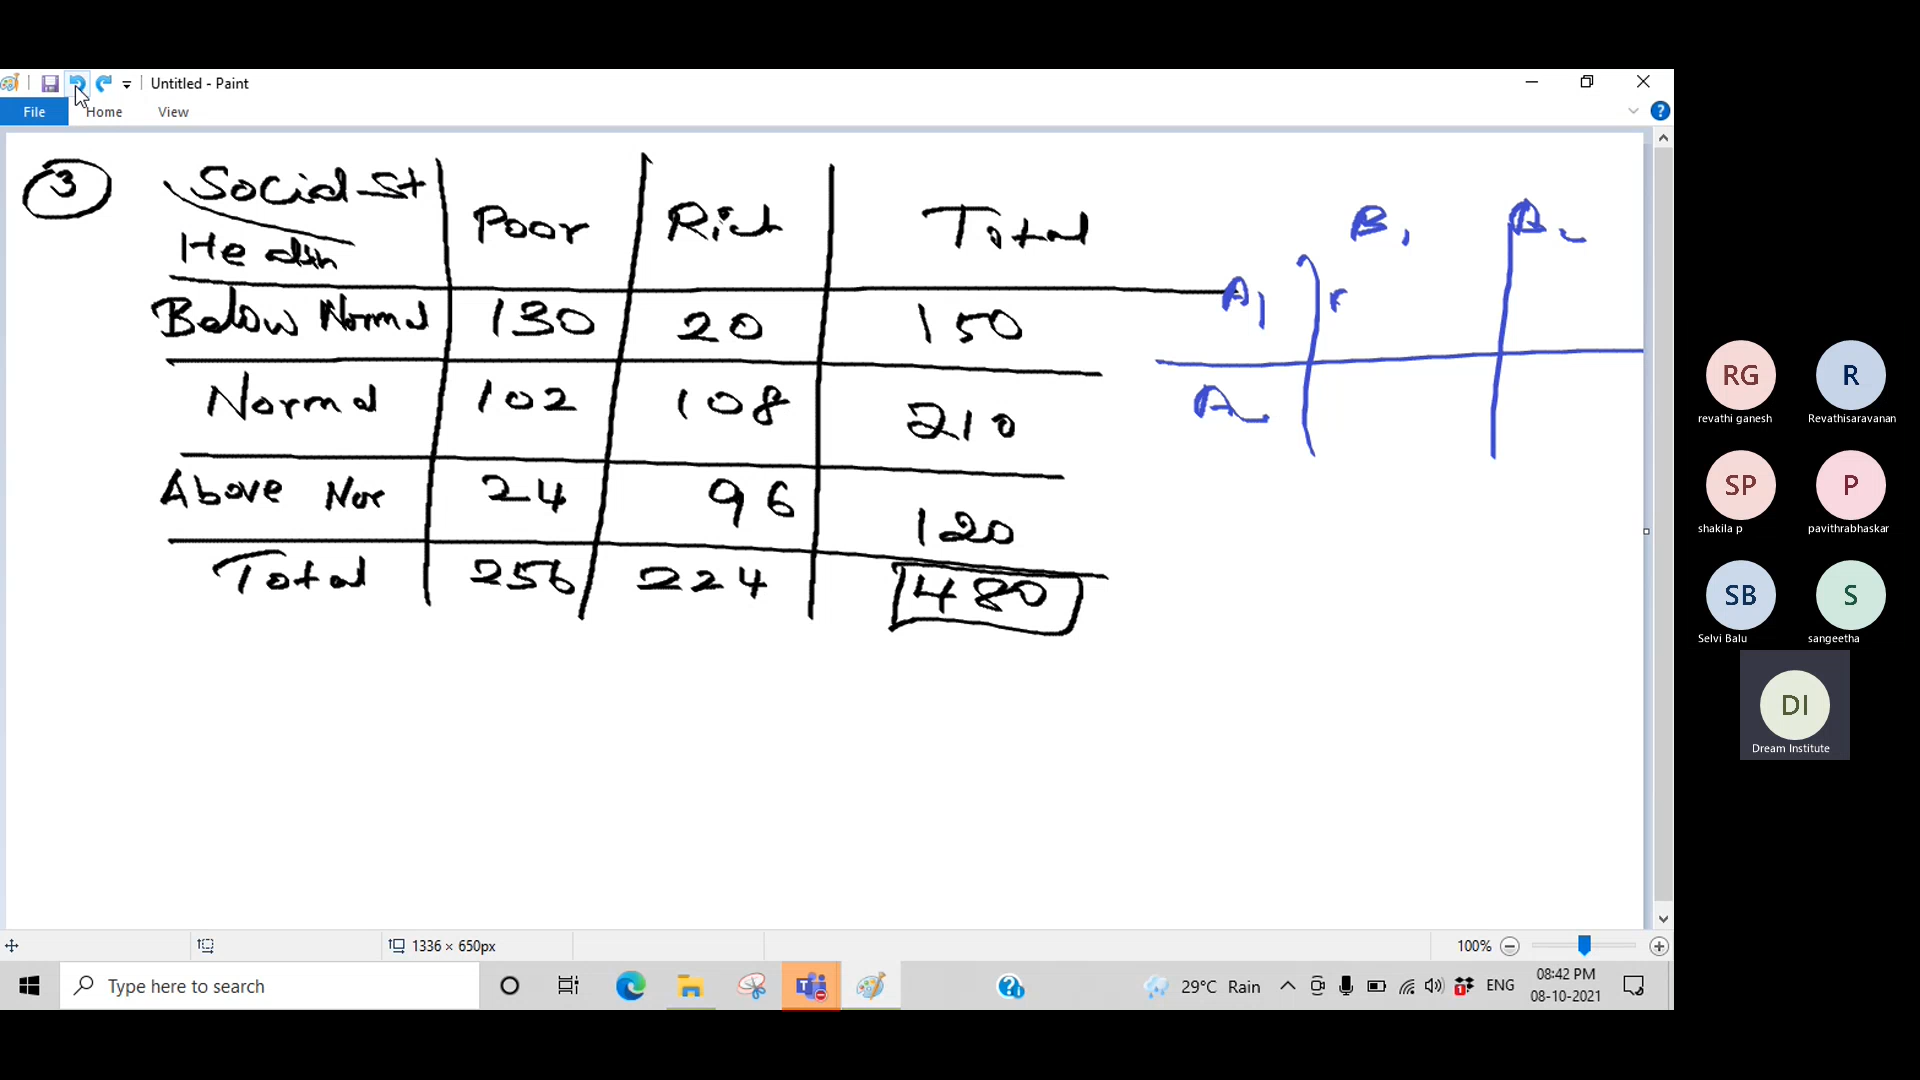 Untitled - Paint
File Home View
3 Social St Poor Rich Total
Health
Below Normal 130 20 150
Normal 102 108 210
Above Nor 24 96 120
Total 256 224 480
B1
A1
A2
RG R
revathi ganesh Revathisaravanan
SP P
shakila p pavithrabhaskar
SB S
Selvi Balu sangeetha
DI
Dream Institute
1336 × 650px 100%
Type here to search 29°C Rain ENG 08:42 PM
08-10-2021